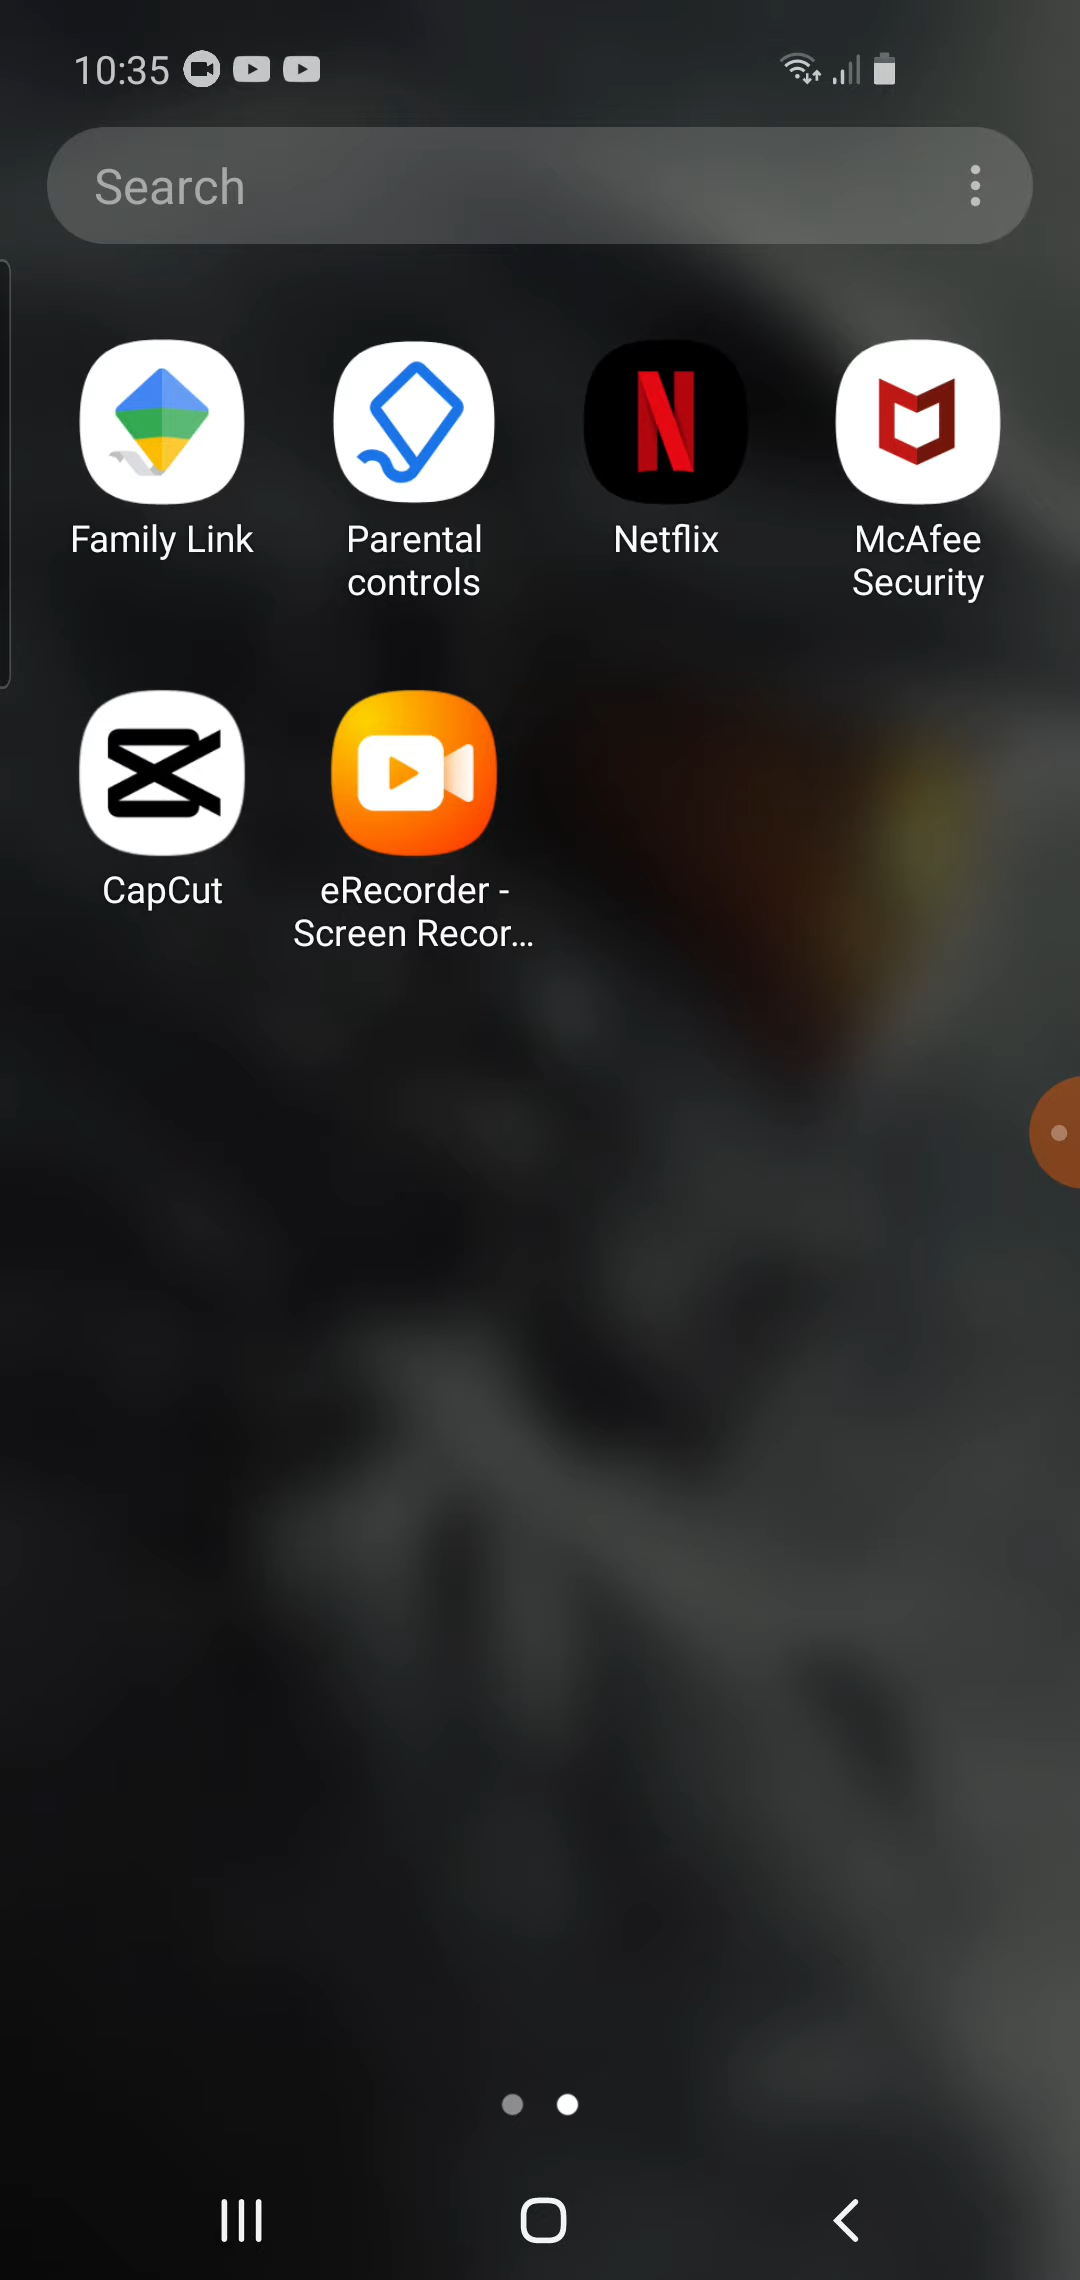 10:35
Search
Family Link
Parental
controls
Netflix
McAfee
Security
CapCut
eRecorder -
Screen Recor...